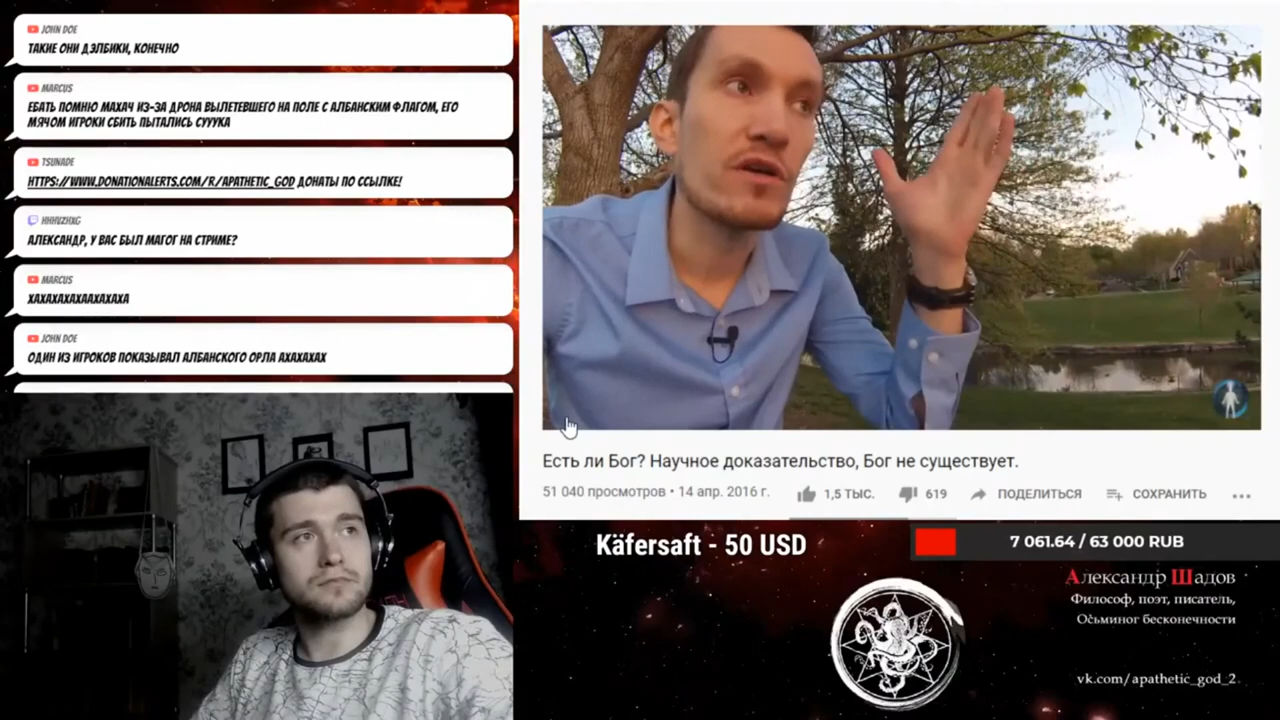 JOHN DOE
ТАКИЕ ОНИ ДЭЛБИКИ, КОНЕЧНО
MARCUS
ЕБАТЬ ПОМНЮ МАХАЧ ИЗ-ЗА ДРОНА ВЫЛЕТЕВШЕГО НА ПОЛЕ С АЛБАНСКИМ ФЛАГОМ, ЕГО
МЯЧОМ ИГРОКИ СБИТЬ ПЫТАЛИСЬ СУУУКА
TSUNADE
HTTPS://WWW.DONATIONALERTS.COM/R/APATHETIC_GOD ДОНАТЫ ПО ССЫЛКЕ!
HHHVZHXG
АЛЕКСАНДР, У ВАС БЫЛ МАГОГ НА СТРИМЕ?
MARCUS
ХАХАХАХАХААХАХАХА
JOHN DOE
ОДИН ИЗ ИГРОКОВ ПОКАЗЫВАЛ АЛБАНСКОГО ОРЛА АХАХАХАХ
Есть ли Бог? Научное доказательство, Бог не существует.
51 040 просмотров • 14 апр. 2016 г.
1,5 ТЫС.
619
ПОДЕЛИТЬСЯ
СОХРАНИТЬ
Käfersaft - 50 USD
7 061.64 / 63 000 RUB
Александр Шадов
Философ, поэт, писатель,
Осьминог бесконечности
vk.com/apathetic_god_2